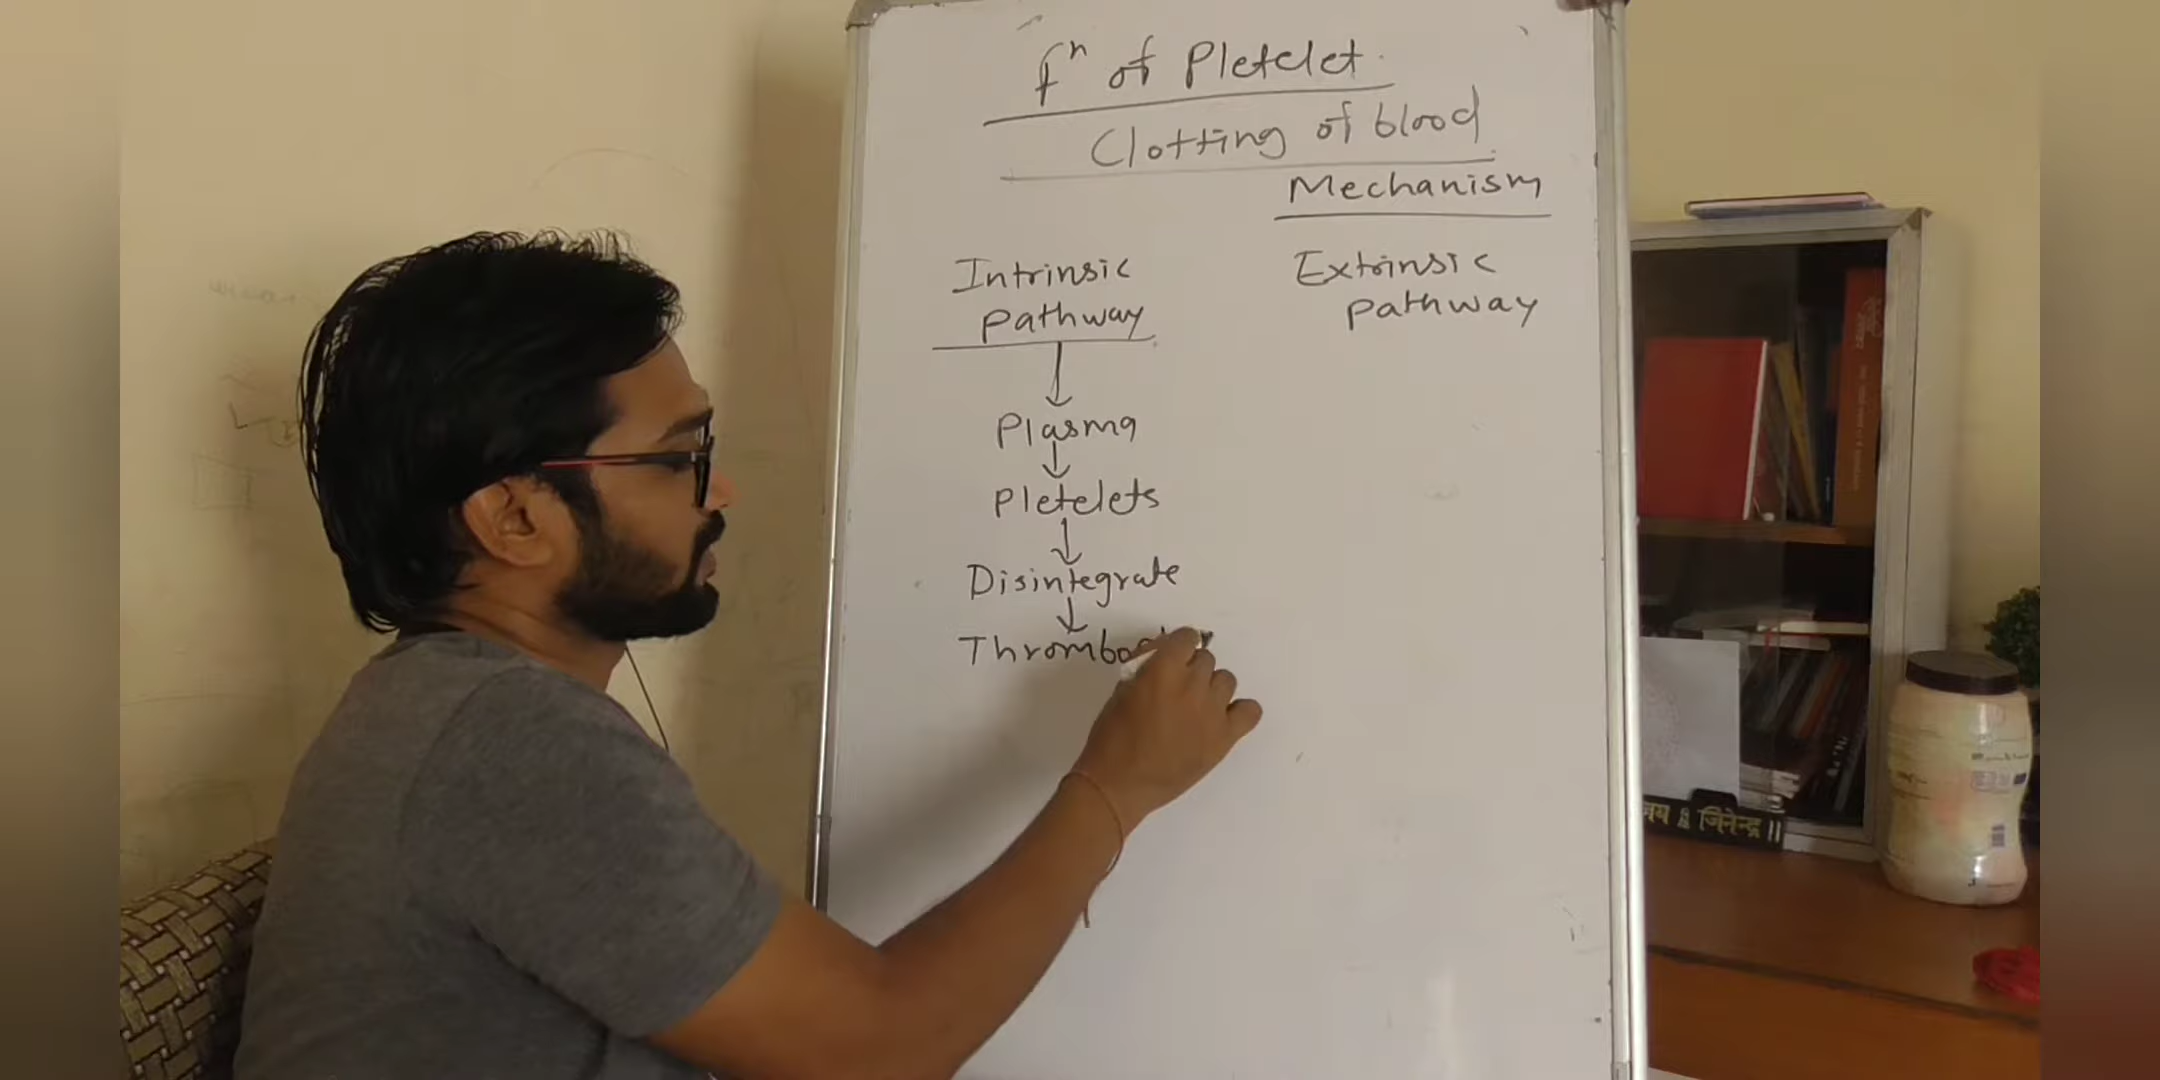 fⁿ of Pletelet
Clotting of blood
Mechanism
Intrinsic
Pathway
Extrinsic
Pathway
Plasma
Pletelets
Disintegrate
जिनेन्द्र ॥